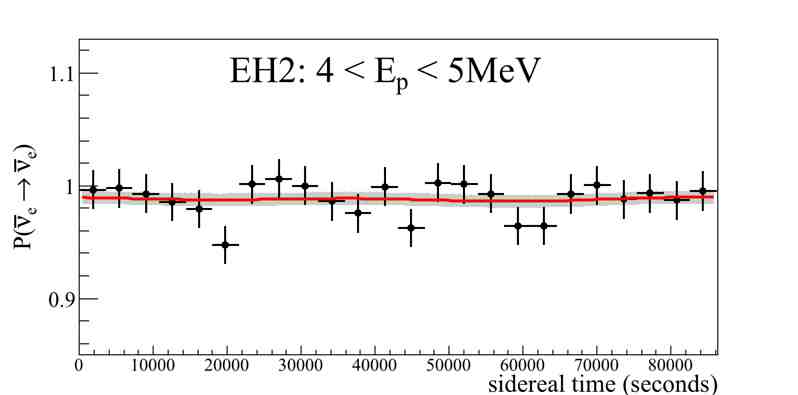 EH2: 4 < Ep < 5MeV
1.1
1
0.9
P(ν̅e → ν̅e)
0 10000 20000 30000 40000 50000 60000 70000 80000
sidereal time (seconds)